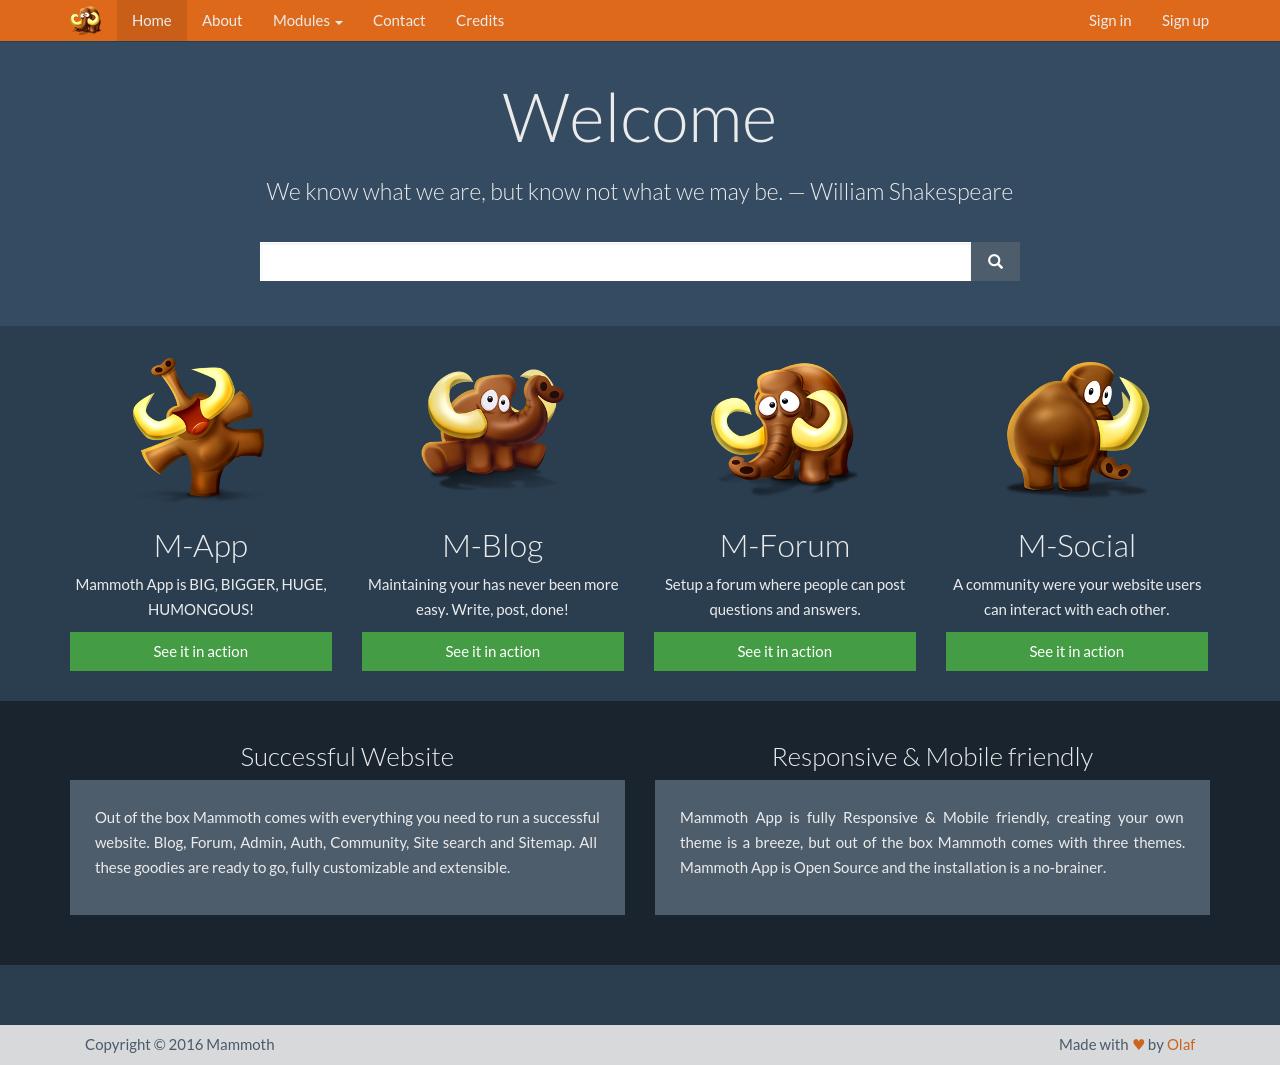 Home About Modules Contact Credits Sign in Sign up
Welcome
We know what we are, but know not what we may be. — William Shakespeare
M-App
Mammoth App is BIG, BIGGER, HUGE,
HUMONGOUS!
See it in action
M-Blog
Maintaining your has never been more
easy. Write, post, done!
See it in action
M-Forum
Setup a forum where people can post
questions and answers.
See it in action
M-Social
A community were your website users
can interact with each other.
See it in action
Successful Website
Out of the box Mammoth comes with everything you need to run a successful
website. Blog, Forum, Admin, Auth, Community, Site search and Sitemap. All
these goodies are ready to go, fully customizable and extensible.
Responsive & Mobile friendly
Mammoth App is fully Responsive & Mobile friendly, creating your own
theme is a breeze, but out of the box Mammoth comes with three themes.
Mammoth App is Open Source and the installation is a no-brainer.
Copyright © 2016 Mammoth
Made with ♥ by Olaf